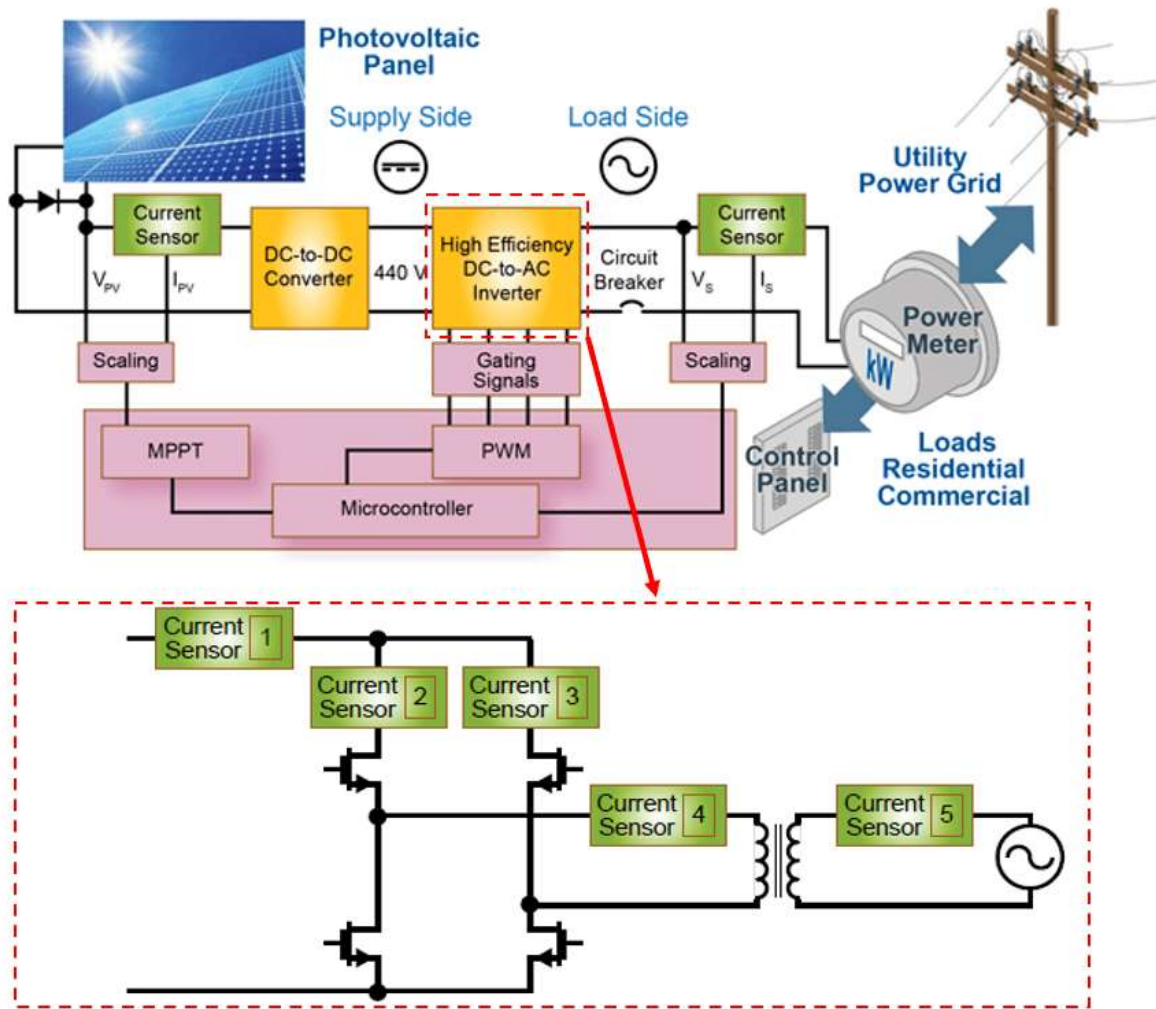 Photovoltaic
Panel
Supply Side
Load Side
Utility
Power Grid
Current
Sensor
DC-to-DC
Converter
440 V
High Efficiency
DC-to-AC
Inverter
Circuit
Breaker
Current
Sensor
V_PV
I_PV
V_S
I_S
Power
Meter
kW
Scaling
Gating
Signals
Scaling
MPPT
PWM
Microcontroller
Control
Panel
Loads
Residential
Commercial
Current
Sensor 1
Current
Sensor 2
Current
Sensor 3
Current
Sensor 4
Current
Sensor 5